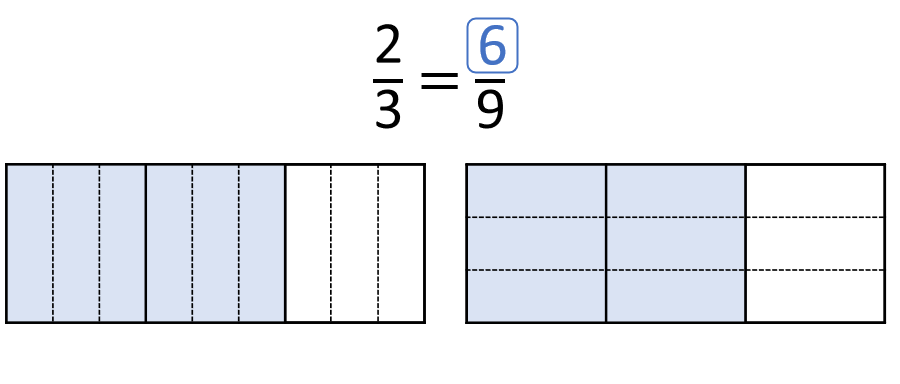 2/3 = 6/9